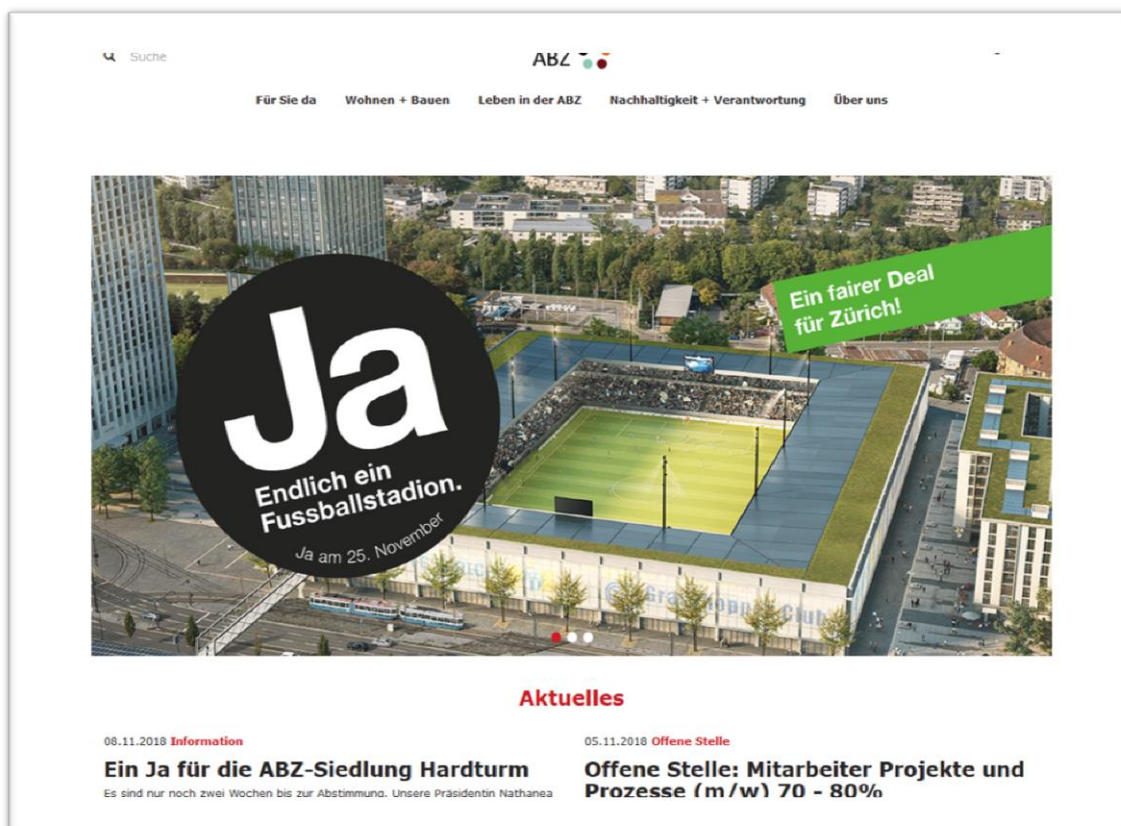 Suche
ABZ
Für Sie da Wohnen + Bauen Leben in der ABZ Nachhaltigkeit + Verantwortung Über uns
Ein fairer Deal
für Zürich!
Ja
Endlich ein
Fussballstadion.
Ja am 25. November
Grasshopper Club
Aktuelles
08.11.2018 Information
Ein Ja für die ABZ-Siedlung Hardturm
Es sind nur noch zwei Wochen bis zur Abstimmung. Unsere Präsidentin Nathanea
05.11.2018 Offene Stelle
Offene Stelle: Mitarbeiter Projekte und
Prozesse (m/w) 70 - 80%